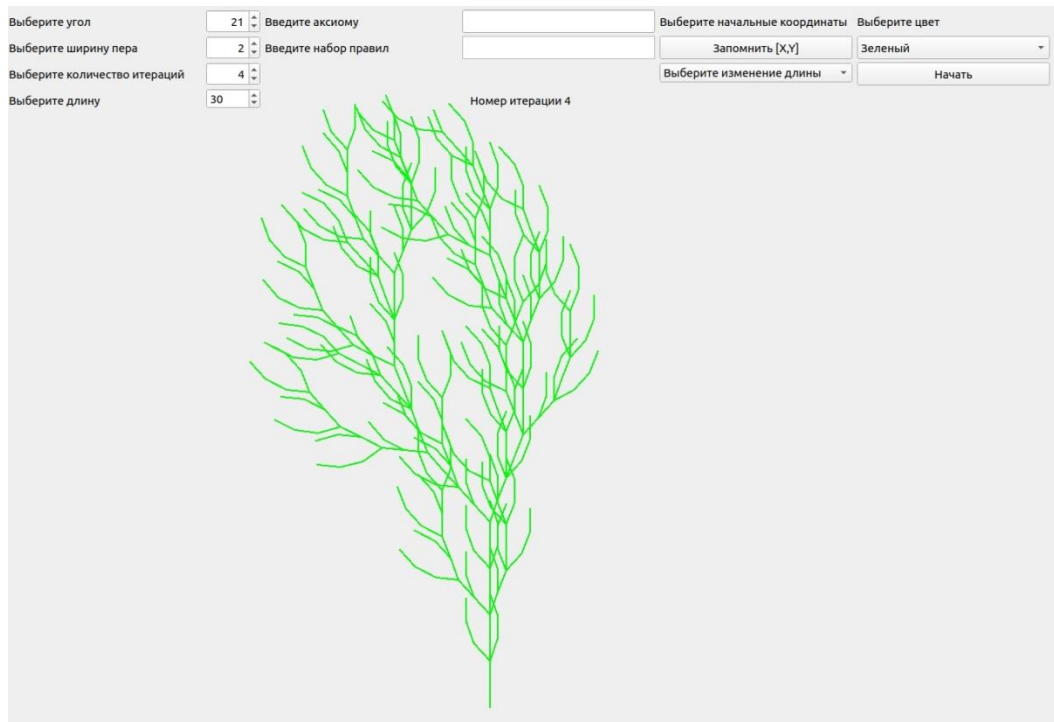 Выберите угол 21 Введите аксиому Выберите начальные координаты Выберите цвет
Выберите ширину пера 2 Введите набор правил Запомнить [X,Y] Зеленый
Выберите количество итераций 4 Выберите изменение длины Начать
Выберите длину 30 Номер итерации 4